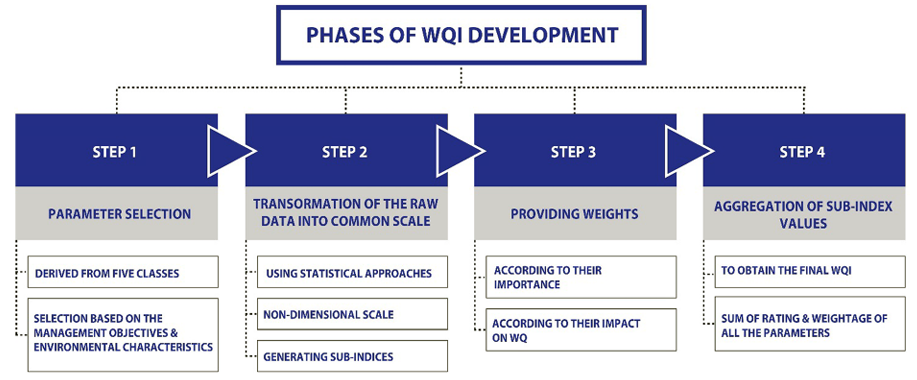 PHASES OF WQI DEVELOPMENT
STEP 1
PARAMETER SELECTION
DERIVED FROM FIVE CLASSES
SELECTION BASED ON THE
MANAGEMENT OBJECTIVES &
ENVIRONMENTAL CHARACTERISTICS
STEP 2
TRANSORMATION OF THE RAW
DATA INTO COMMON SCALE
USING STATISTICAL APPROACHES
NON-DIMENSIONAL SCALE
GENERATING SUB-INDICES
STEP 3
PROVIDING WEIGHTS
ACCORDING TO THEIR
IMPORTANCE
ACCORDING TO THEIR IMPACT
ON WQ
STEP 4
AGGREGATION OF SUB-INDEX
VALUES
TO OBTAIN THE FINAL WQI
SUM OF RATING & WEIGHTAGE OF
ALL THE PARAMETERS